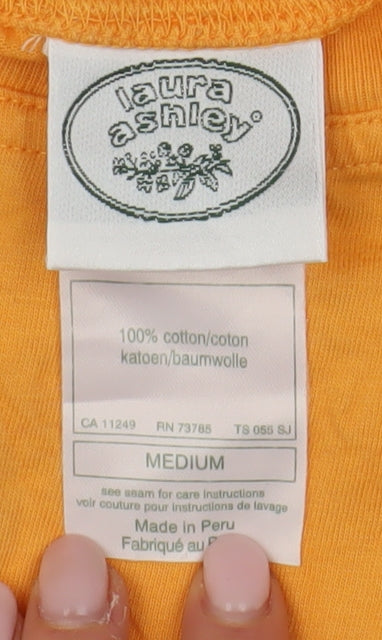 laura
ashley®
100% cotton/coton
katoen/baumwolle
CA 11249 RN 73785 TS 055 SJ
MEDIUM
see seam for care instructions
voir couture pour instructions de lavage
Made in Peru
Fabriqué au